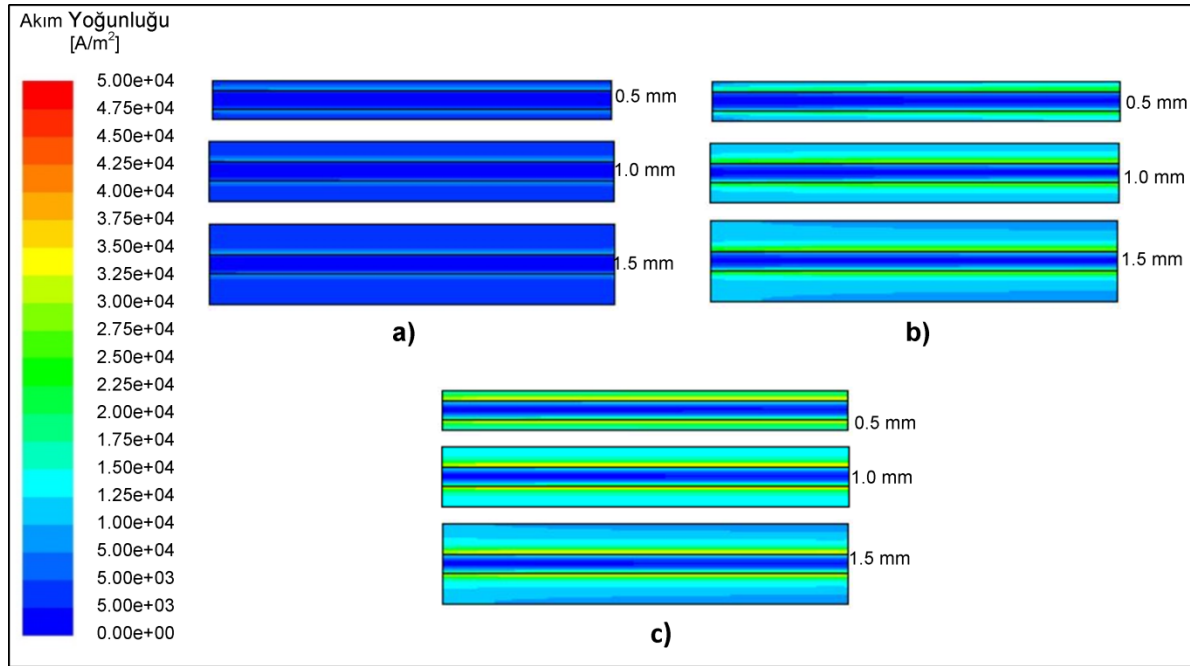 Akım Yoğunluğu
[A/m²]
5.00e+04
4.75e+04
4.50e+04
4.25e+04
4.00e+04
3.75e+04
3.50e+04
3.25e+04
3.00e+04
2.75e+04
2.50e+04
2.25e+04
2.00e+04
1.75e+04
1.50e+04
1.25e+04
1.00e+04
5.00e+04
5.00e+03
5.00e+03
0.00e+00
0.5 mm
1.0 mm
1.5 mm
a)
0.5 mm
1.0 mm
1.5 mm
b)
0.5 mm
1.0 mm
1.5 mm
c)